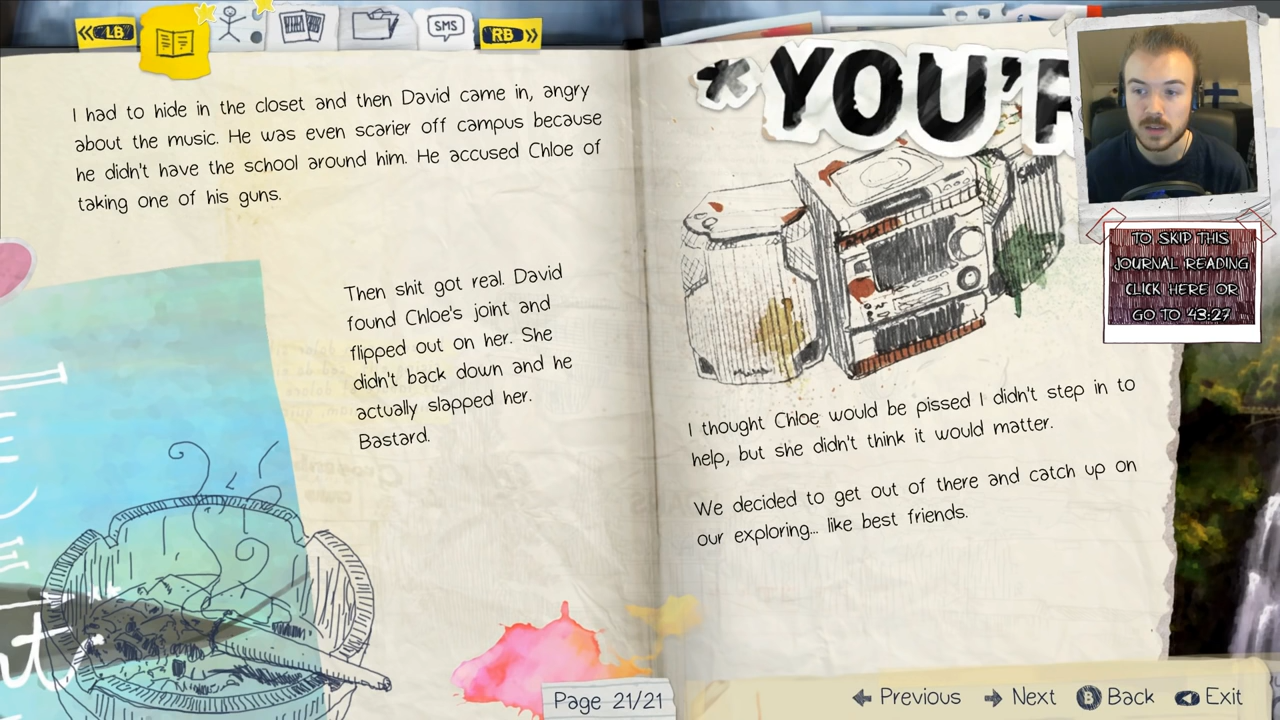 LB
SMS
RB
I had to hide in the closet and then David came in, angry
about the music. He was even scarier off campus because
he didn't have the school around him. He accused Chloe of
taking one of his guns.
Then shit got real. David
found Chloe's joint and
flipped out on her. She
didn't back down and he
actually slapped her.
Bastard.
*YOU'R
I thought Chloe would be pissed I didn't step in to
help, but she didn't think it would matter.
We decided to get out of there and catch up on
our exploring... like best friends.
TO SKIP THIS
JOURNAL READING
CLICK HERE OR
GO TO 43:27
Page 21/21
Previous
Next
B Back
Exit